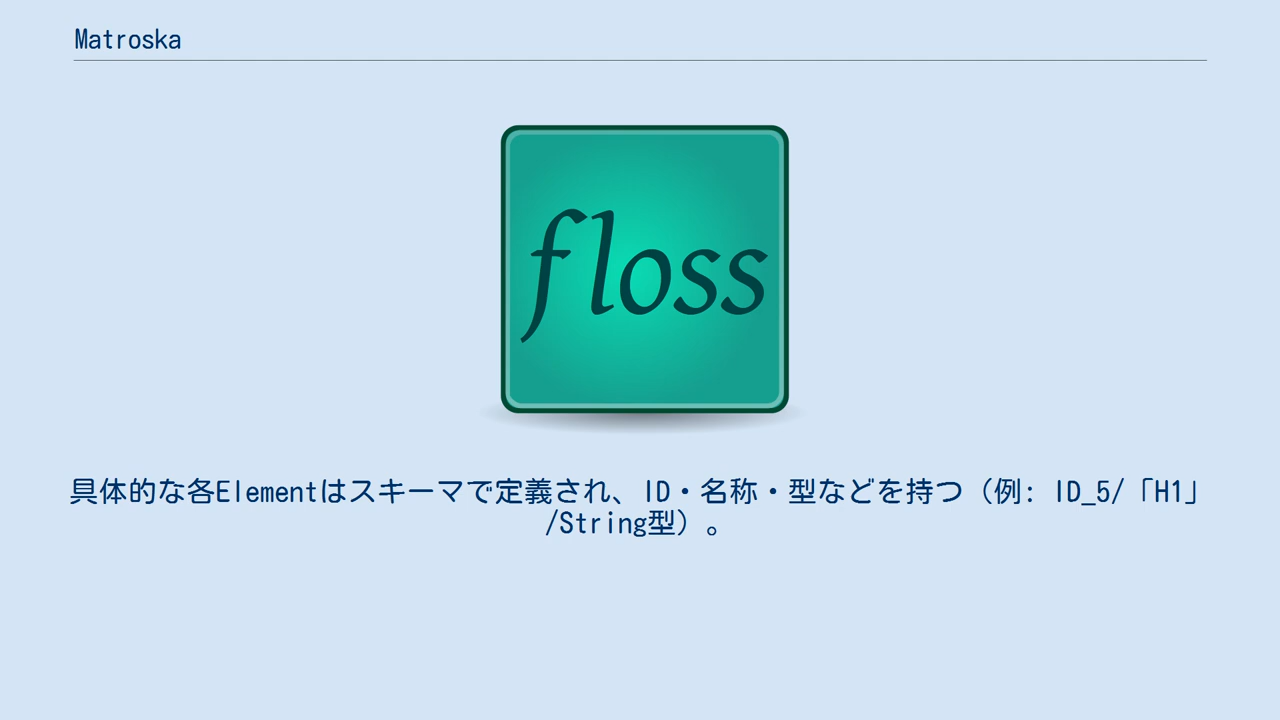 Matroska
floss
具体的な各Elementはスキーマで定義され、ID・名称・型などを持つ（例: ID_5/「H1」
/String型）。